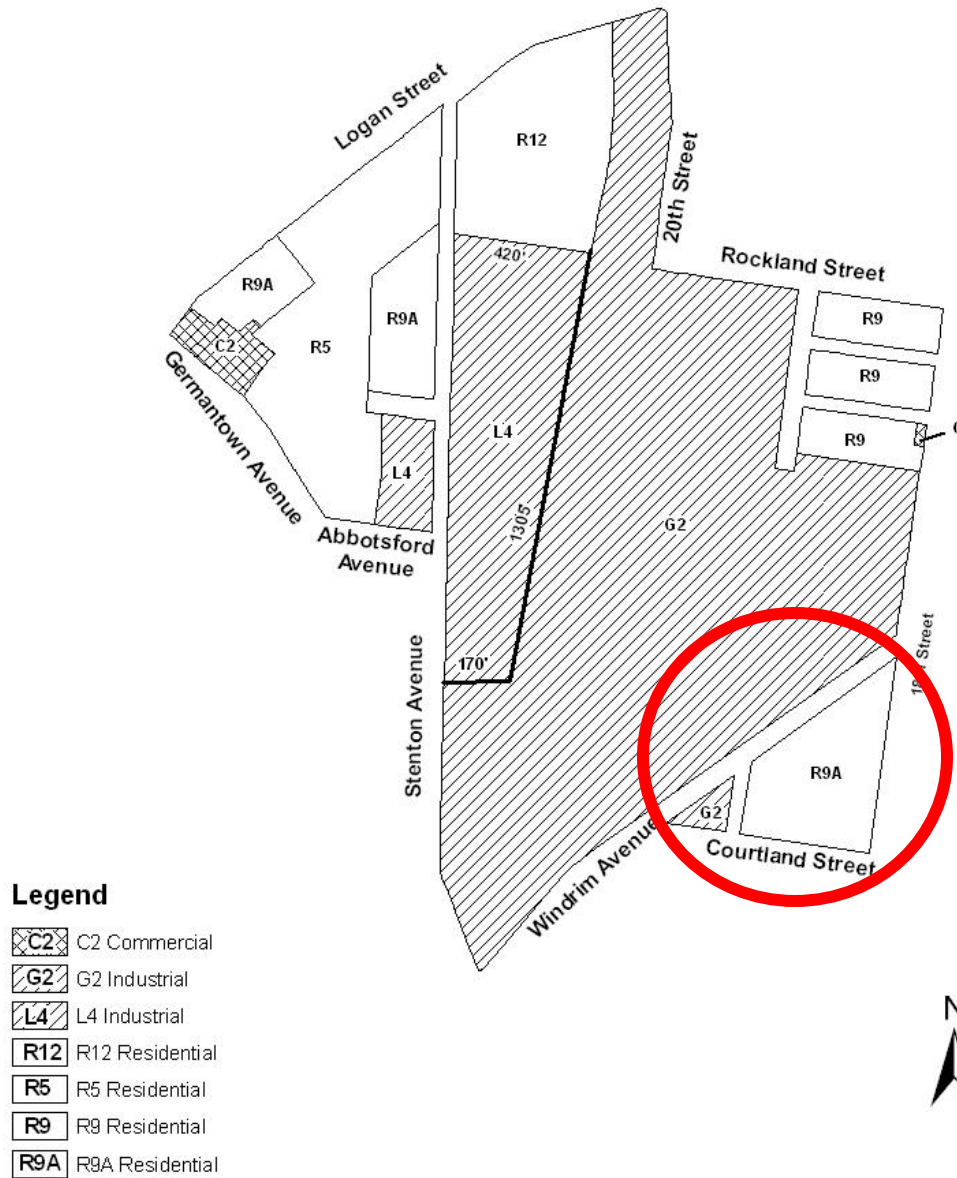 Logan Street
R12
20th Street
420'
Rockland Street
R9A
R9A
R9
C2
R5
R9
Germantown Avenue
L4
R9
L4
1305'
G2
Abbotsford
Avenue
Stenton Avenue
170'
Street
R9A
G2
Windrim Avenue
Courtland Street
Legend
C2 C2 Commercial
G2 G2 Industrial
L4 L4 Industrial
R12 R12 Residential
R5 R5 Residential
R9 R9 Residential
R9A R9A Residential